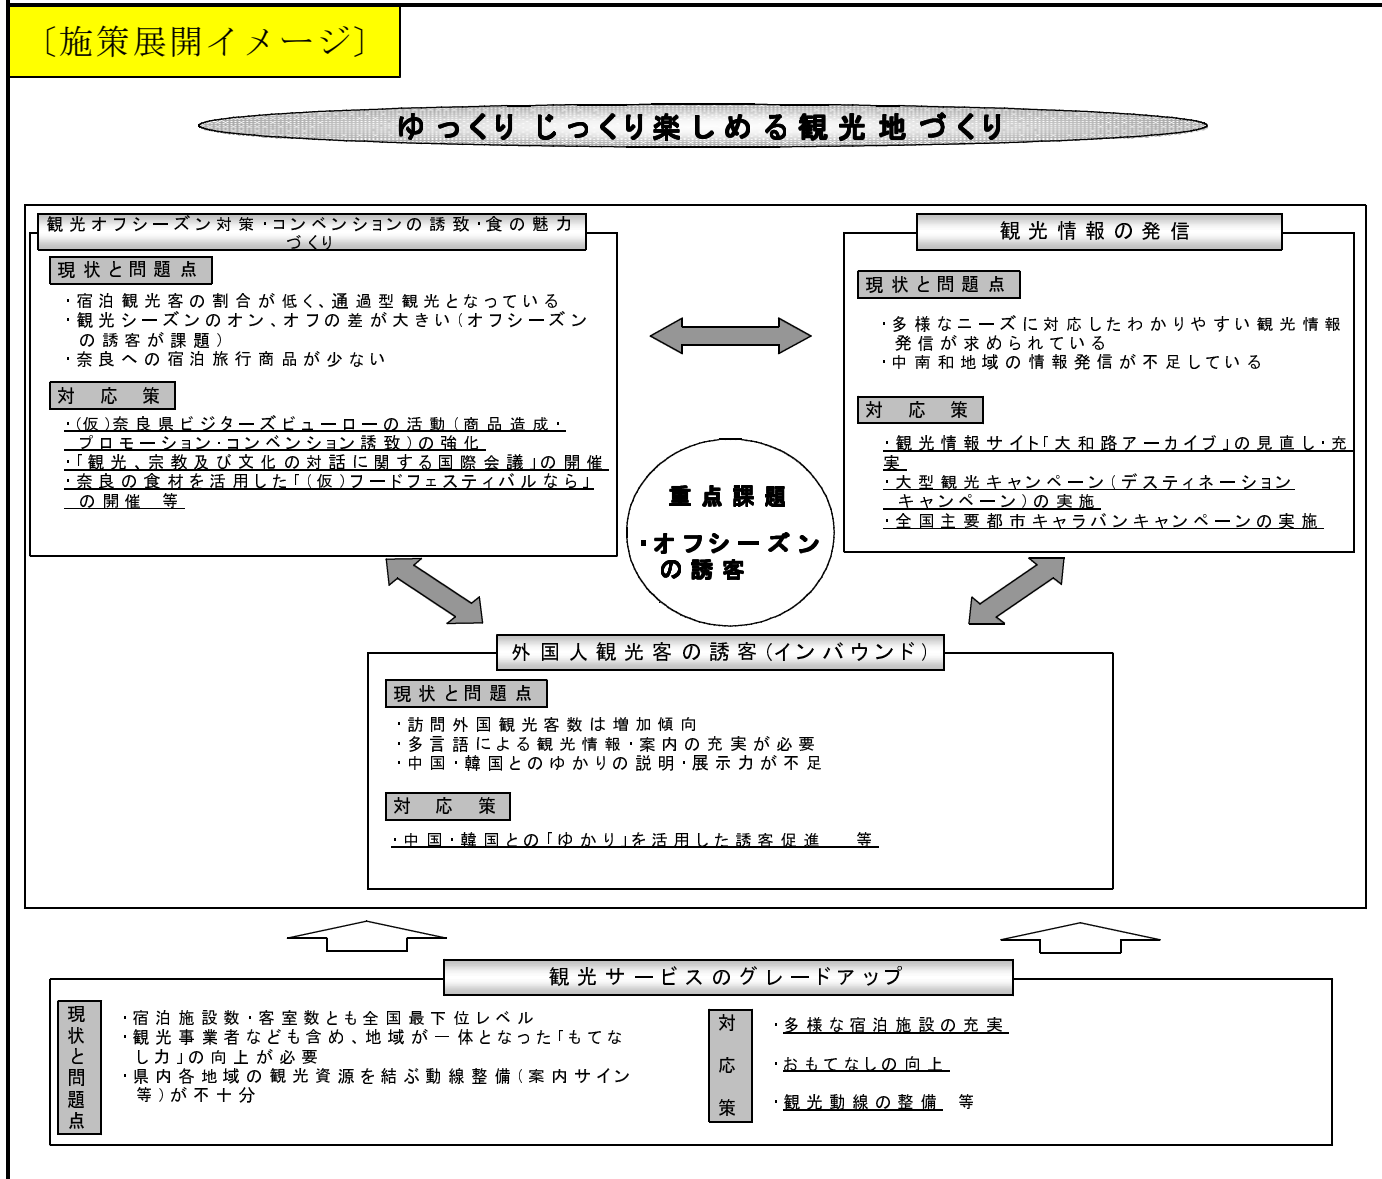 〔施策展開イメージ〕
ゆっくりじっくり楽しめる観光地づくり
観光オフシーズン対策・コンベンションの誘致・食の魅力
づくり
現状と問題点
・宿泊観光客の割合が低く、通過型観光となっている
・観光シーズンのオン、オフの差が大きい(オフシーズン
の誘客が課題)
・奈良への宿泊旅行商品が少ない
対　応　策
・(仮)奈良県ビジターズビューローの活動(商品造成・
プロモーション・コンベンション誘致)の強化
・「観光、宗教及び文化の対話に関する国際会議」の開催
・奈良の食材を活用した「(仮)フードフェスティバルなら」
の開催　等
観光情報の発信
現状と問題点
・多様なニーズに対応したわかりやすい観光情報
発信が求められている
・中南和地域の情報発信が不足している
対　応　策
・観光情報サイト「大和路アーカイブ」の見直し・充
実
・大型観光キャンペーン(デスティネーション
キャンペーン)の実施
・全国主要都市キャラバンキャンペーンの実施
重点課題
・オフシーズン
の誘客
外国人観光客の誘客(インバウンド)
現状と問題点
・訪問外国観光客数は増加傾向
・多言語による観光情報・案内の充実が必要
・中国・韓国とのゆかりの説明・展示力が不足
対　応　策
・中国・韓国との「ゆかり」を活用した誘客促進　等
観光サービスのグレードアップ
現状と問題点
・宿泊施設数・客室数とも全国最下位レベル
・観光事業者なども含め、地域が一体となった「もてな
し力」の向上が必要
・県内各地域の観光資源を結ぶ動線整備(案内サイン
等)が不十分
対　応　策
・多様な宿泊施設の充実
・おもてなしの向上
・観光動線の整備　等